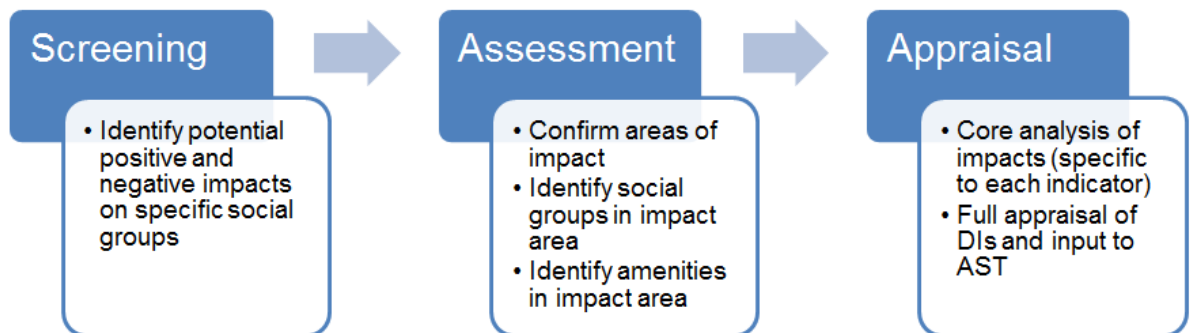 Screening
• Identify potential
positive and
negative impacts
on specific social
groups
Assessment
• Confirm areas of
impact
• Identify social
groups in impact
area
• Identify amenities
in impact area
Appraisal
• Core analysis of
impacts (specific
to each indicator)
• Full appraisal of
DIs and input to
AST